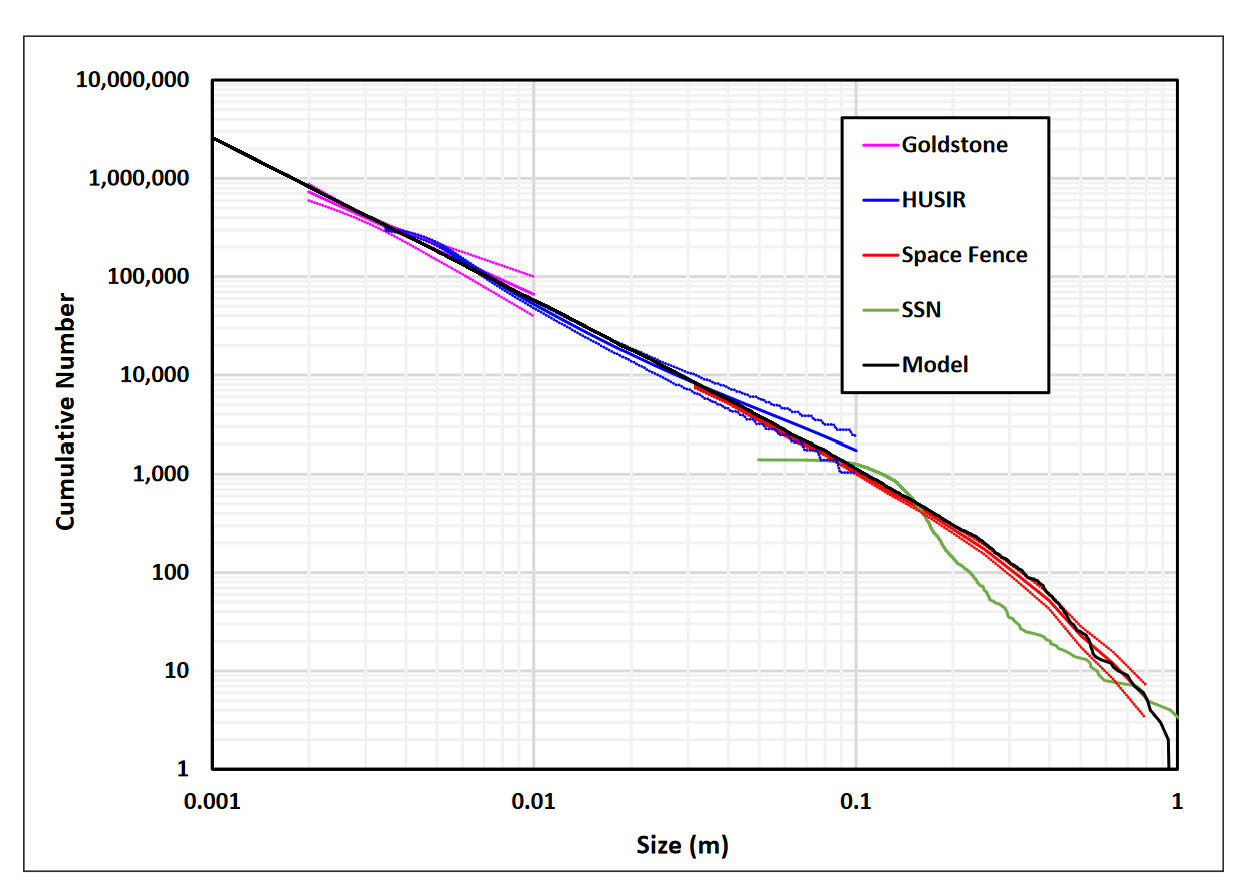 10,000,000
1,000,000
100,000
10,000
1,000
100
10
1
Cumulative Number
Goldstone
HUSIR
Space Fence
SSN
Model
0.001 0.01 0.1 1
Size (m)